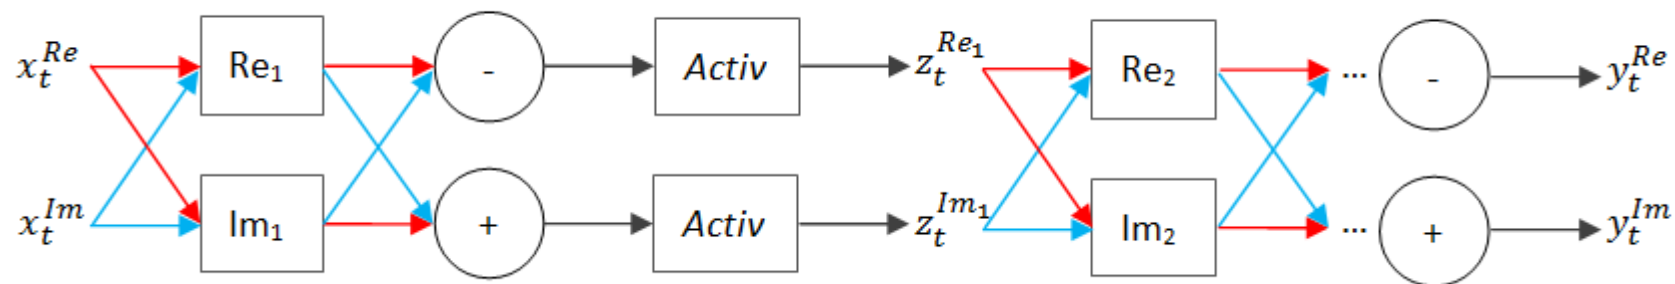 x_t^{Re} Re₁ - Activ z_t^{Re₁} Re₂ ... - y_t^{Re}
x_t^{Im} Im₁ + Activ z_t^{Im₁} Im₂ ... + y_t^{Im}